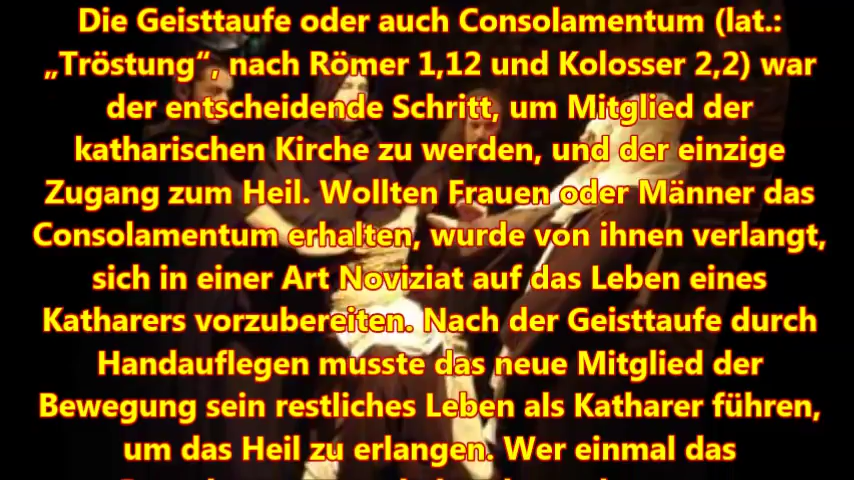 Die Geisttaufe oder auch Consolamentum (lat.:
„Tröstung“, nach Römer 1,12 und Kolosser 2,2) war
der entscheidende Schritt, um Mitglied der
katharischen Kirche zu werden, und der einzige
Zugang zum Heil. Wollten Frauen oder Männer das
Consolamentum erhalten, wurde von ihnen verlangt,
sich in einer Art Noviziat auf das Leben eines
Katharers vorzubereiten. Nach der Geisttaufe durch
Handauflegen musste das neue Mitglied der
Bewegung sein restliches Leben als Katharer führen,
um das Heil zu erlangen. Wer einmal das